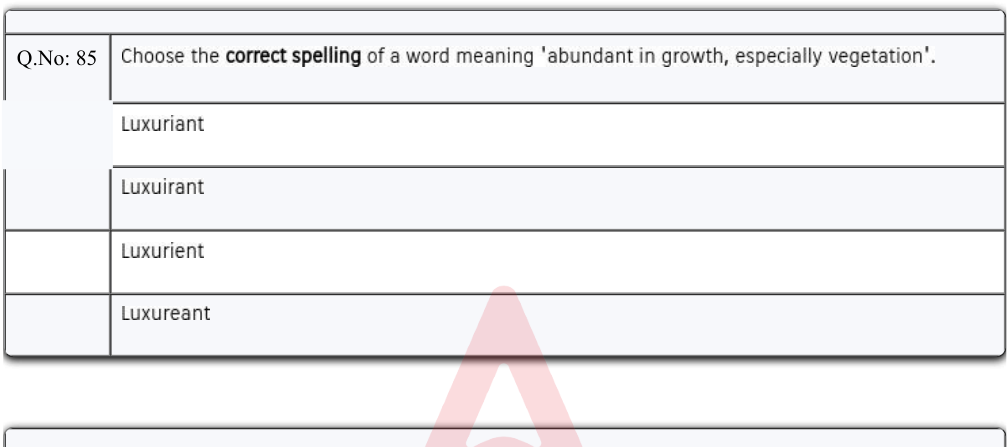 Q.No: 85 Choose the correct spelling of a word meaning 'abundant in growth, especially vegetation'.
Luxuriant
Luxuirant
Luxurient
Luxureant